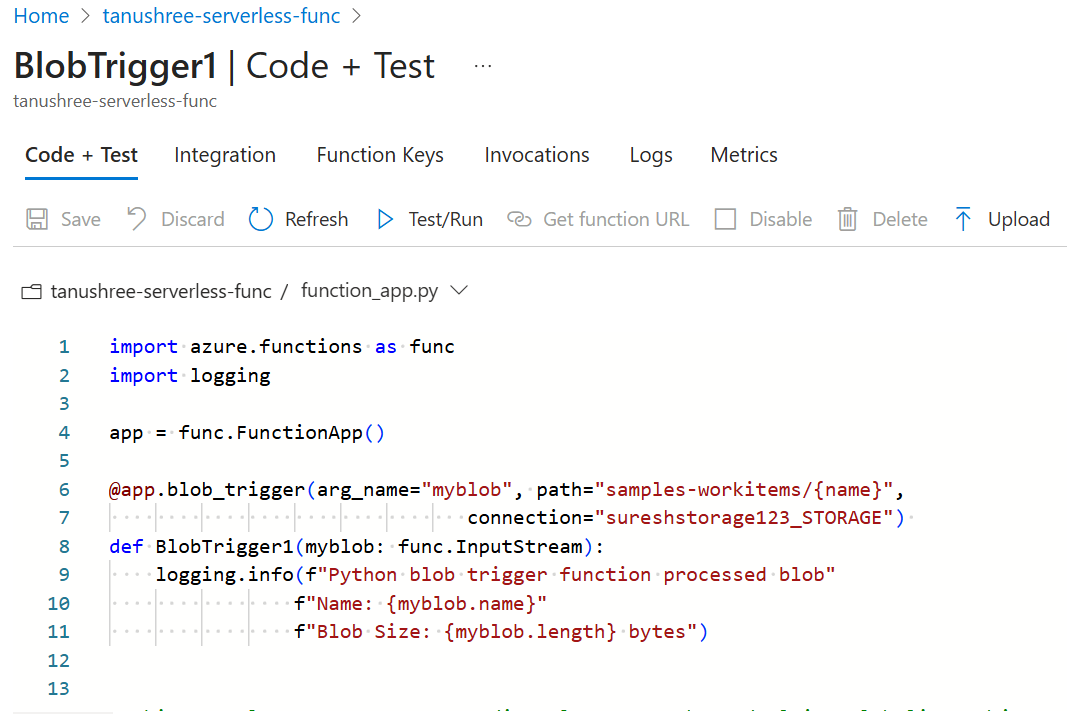 Home > tanushree-serverless-func >
BlobTrigger1 | Code + Test ...
tanushree-serverless-func
Code + Test Integration Function Keys Invocations Logs Metrics
Save Discard Refresh Test/Run Get function URL Disable Delete Upload
tanushree-serverless-func / function_app.py
1 import azure.functions as func
2 import logging
3
4 app = func.FunctionApp()
5
6 @app.blob_trigger(arg_name="myblob", path="samples-workitems/{name}",
7 connection="sureshstorage123_STORAGE")
8 def BlobTrigger1(myblob: func.InputStream):
9 logging.info(f"Python blob trigger function processed blob"
10 f"Name: {myblob.name}"
11 f"Blob Size: {myblob.length} bytes")
12
13